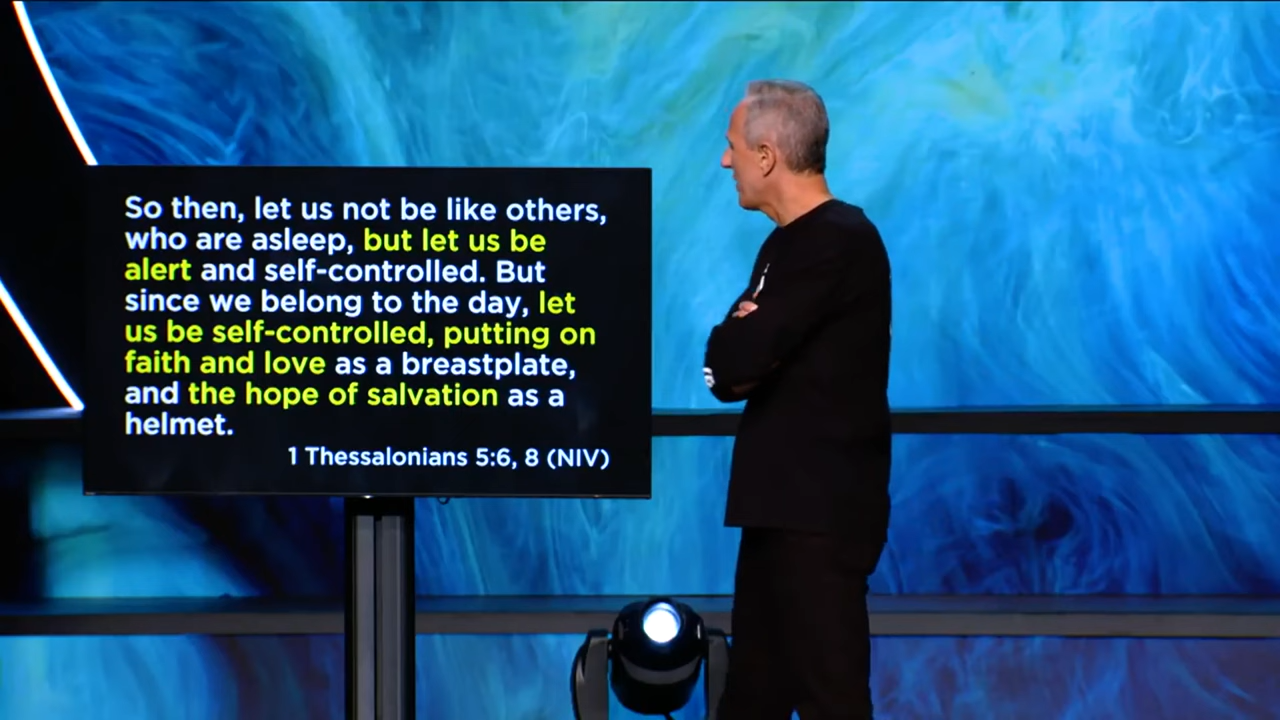 So then, let us not be like others,
who are asleep, but let us be
alert and self-controlled. But
since we belong to the day, let
us be self-controlled, putting on
faith and love as a breastplate,
and the hope of salvation as a
helmet.
1 Thessalonians 5:6, 8 (NIV)